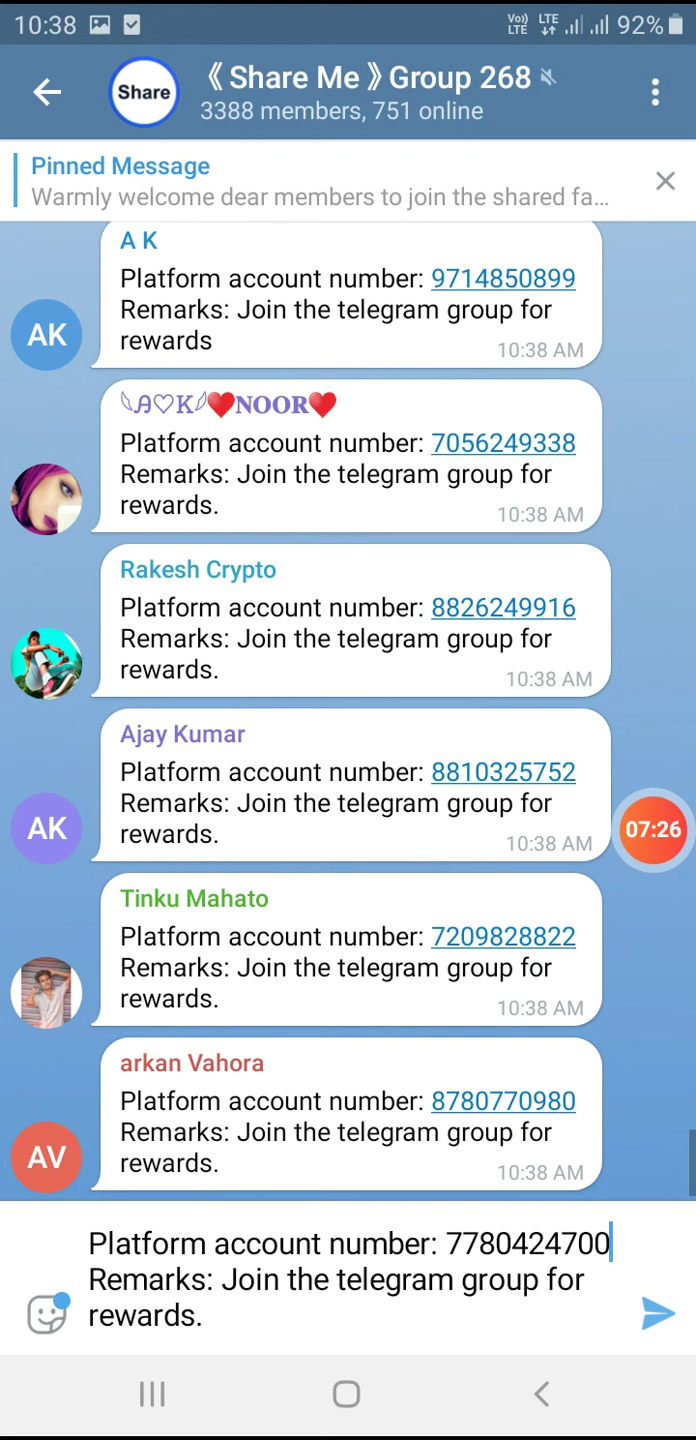 10:38 Vo)) LTE LTE 92%
Share
《 Share Me 》Group 268
3388 members, 751 online
Pinned Message
Warmly welcome dear members to join the shared fa...
A K
Platform account number: 9714850899
Remarks: Join the telegram group for
rewards
10:38 AM
AK
𓆩A♡K𓆪❤️NOOR❤️
Platform account number: 7056249338
Remarks: Join the telegram group for
rewards.
10:38 AM
Rakesh Crypto
Platform account number: 8826249916
Remarks: Join the telegram group for
rewards.
10:38 AM
Ajay Kumar
Platform account number: 8810325752
Remarks: Join the telegram group for
rewards.
10:38 AM
AK
07:26
Tinku Mahato
Platform account number: 7209828822
Remarks: Join the telegram group for
rewards.
10:38 AM
arkan Vahora
Platform account number: 8780770980
Remarks: Join the telegram group for
rewards.
10:38 AM
AV
Platform account number: 7780424700
Remarks: Join the telegram group for
rewards.